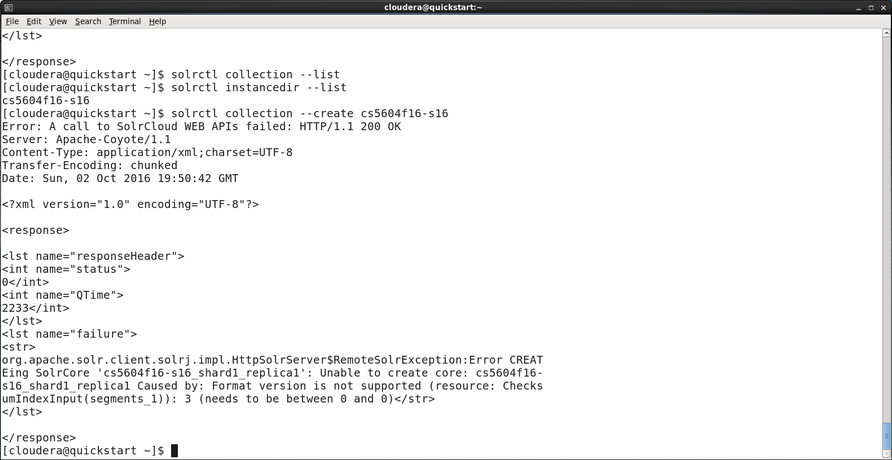 cloudera@quickstart:~
File Edit View Search Terminal Help
</lst>
</response>
[cloudera@quickstart ~]$ solrctl collection --list
[cloudera@quickstart ~]$ solrctl instancedir --list
cs5604f16-s16
[cloudera@quickstart ~]$ solrctl collection --create cs5604f16-s16
Error: A call to SolrCloud WEB APIs failed: HTTP/1.1 200 OK
Server: Apache-Coyote/1.1
Content-Type: application/xml;charset=UTF-8
Transfer-Encoding: chunked
Date: Sun, 02 Oct 2016 19:50:42 GMT
<?xml version="1.0" encoding="UTF-8"?>
<response>
<lst name="responseHeader">
<int name="status">
0</int>
<int name="QTime">
2233</int>
</lst>
<lst name="failure">
<str>
org.apache.solr.client.solrj.impl.HttpSolrServer$RemoteSolrException:Error CREAT
Eing SolrCore 'cs5604f16-s16_shard1_replica1': Unable to create core: cs5604f16-
s16_shard1_replica1 Caused by: Format version is not supported (resource: Checks
umIndexInput(segments_1)): 3 (needs to be between 0 and 0)</str>
</lst>
</response>
[cloudera@quickstart ~]$